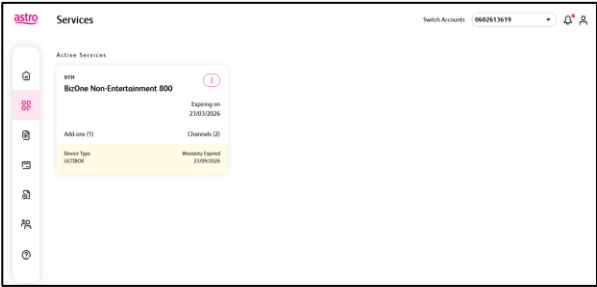 astro
Services
Switch Accounts 0602613619
Active Services
DTH
BizOne Non-Entertainment 800
Expiring on
23/03/2026
Add-ons (1) Channels (2)
Device Type Warranty Expired
ULTIBOX 23/09/2026